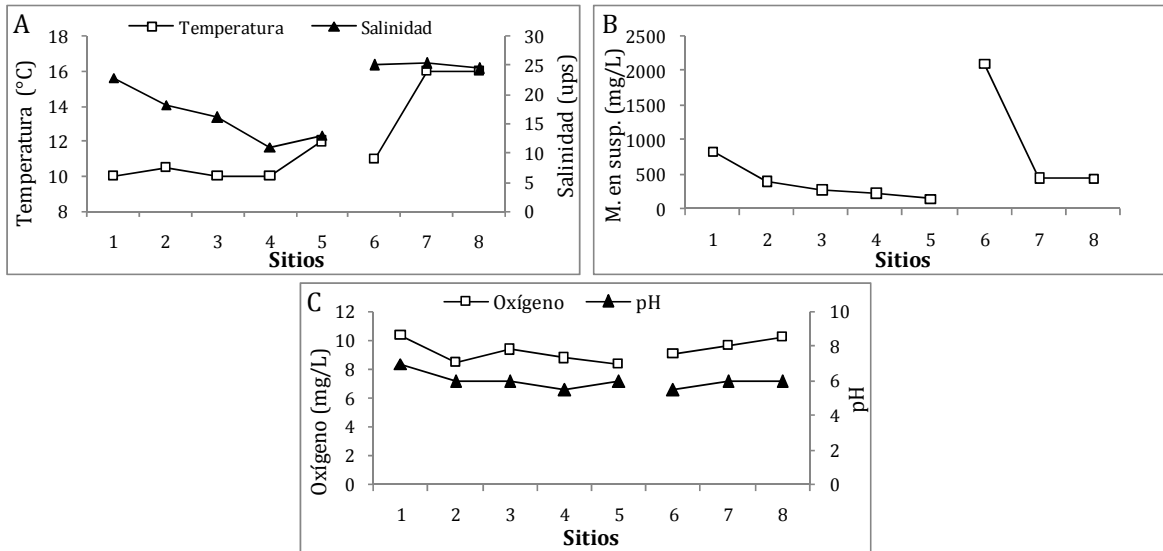 A
Temperatura
Salinidad
Temperatura (°C)
18
16
14
12
10
8
30
25
20
15
10
5
0
Salinidad (ups)
1 2 3 4 5 6 7 8
Sitios
B
M. en susp. (mg/L)
2500
2000
1500
1000
500
0
1 2 3 4 5 6 7 8
Sitios
C
Oxígeno
pH
Oxígeno (mg/L)
12
10
8
6
4
2
0
10
8
6
4
2
0
pH
1 2 3 4 5 6 7 8
Sitios